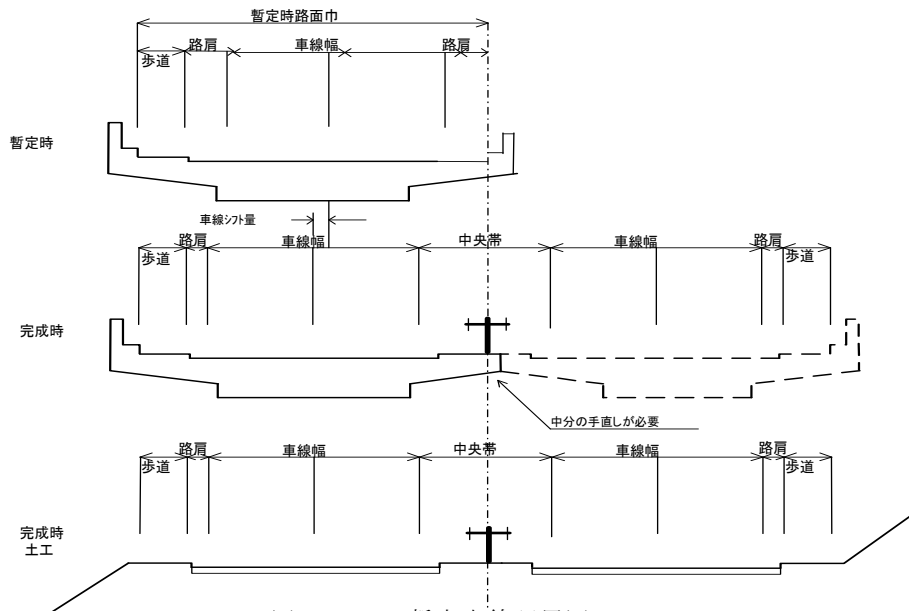 暫定時路面巾
歩道 路肩 車線幅 路肩
暫定時
車線シフト量
歩道 路肩 車線幅 中央帯 車線幅 路肩 歩道
完成時
中分の手直しが必要
歩道 路肩 車線幅 中央帯 車線幅 路肩 歩道
完成時
土工